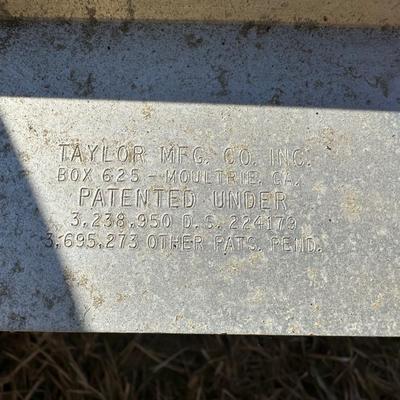 TAYLOR MFG. CO. INC.
BOX 625 - MOULTRIE, GA.
PATENTED UNDER
3,238,950 D.S. 224179
3,695,273 OTHER PATS. PEND.